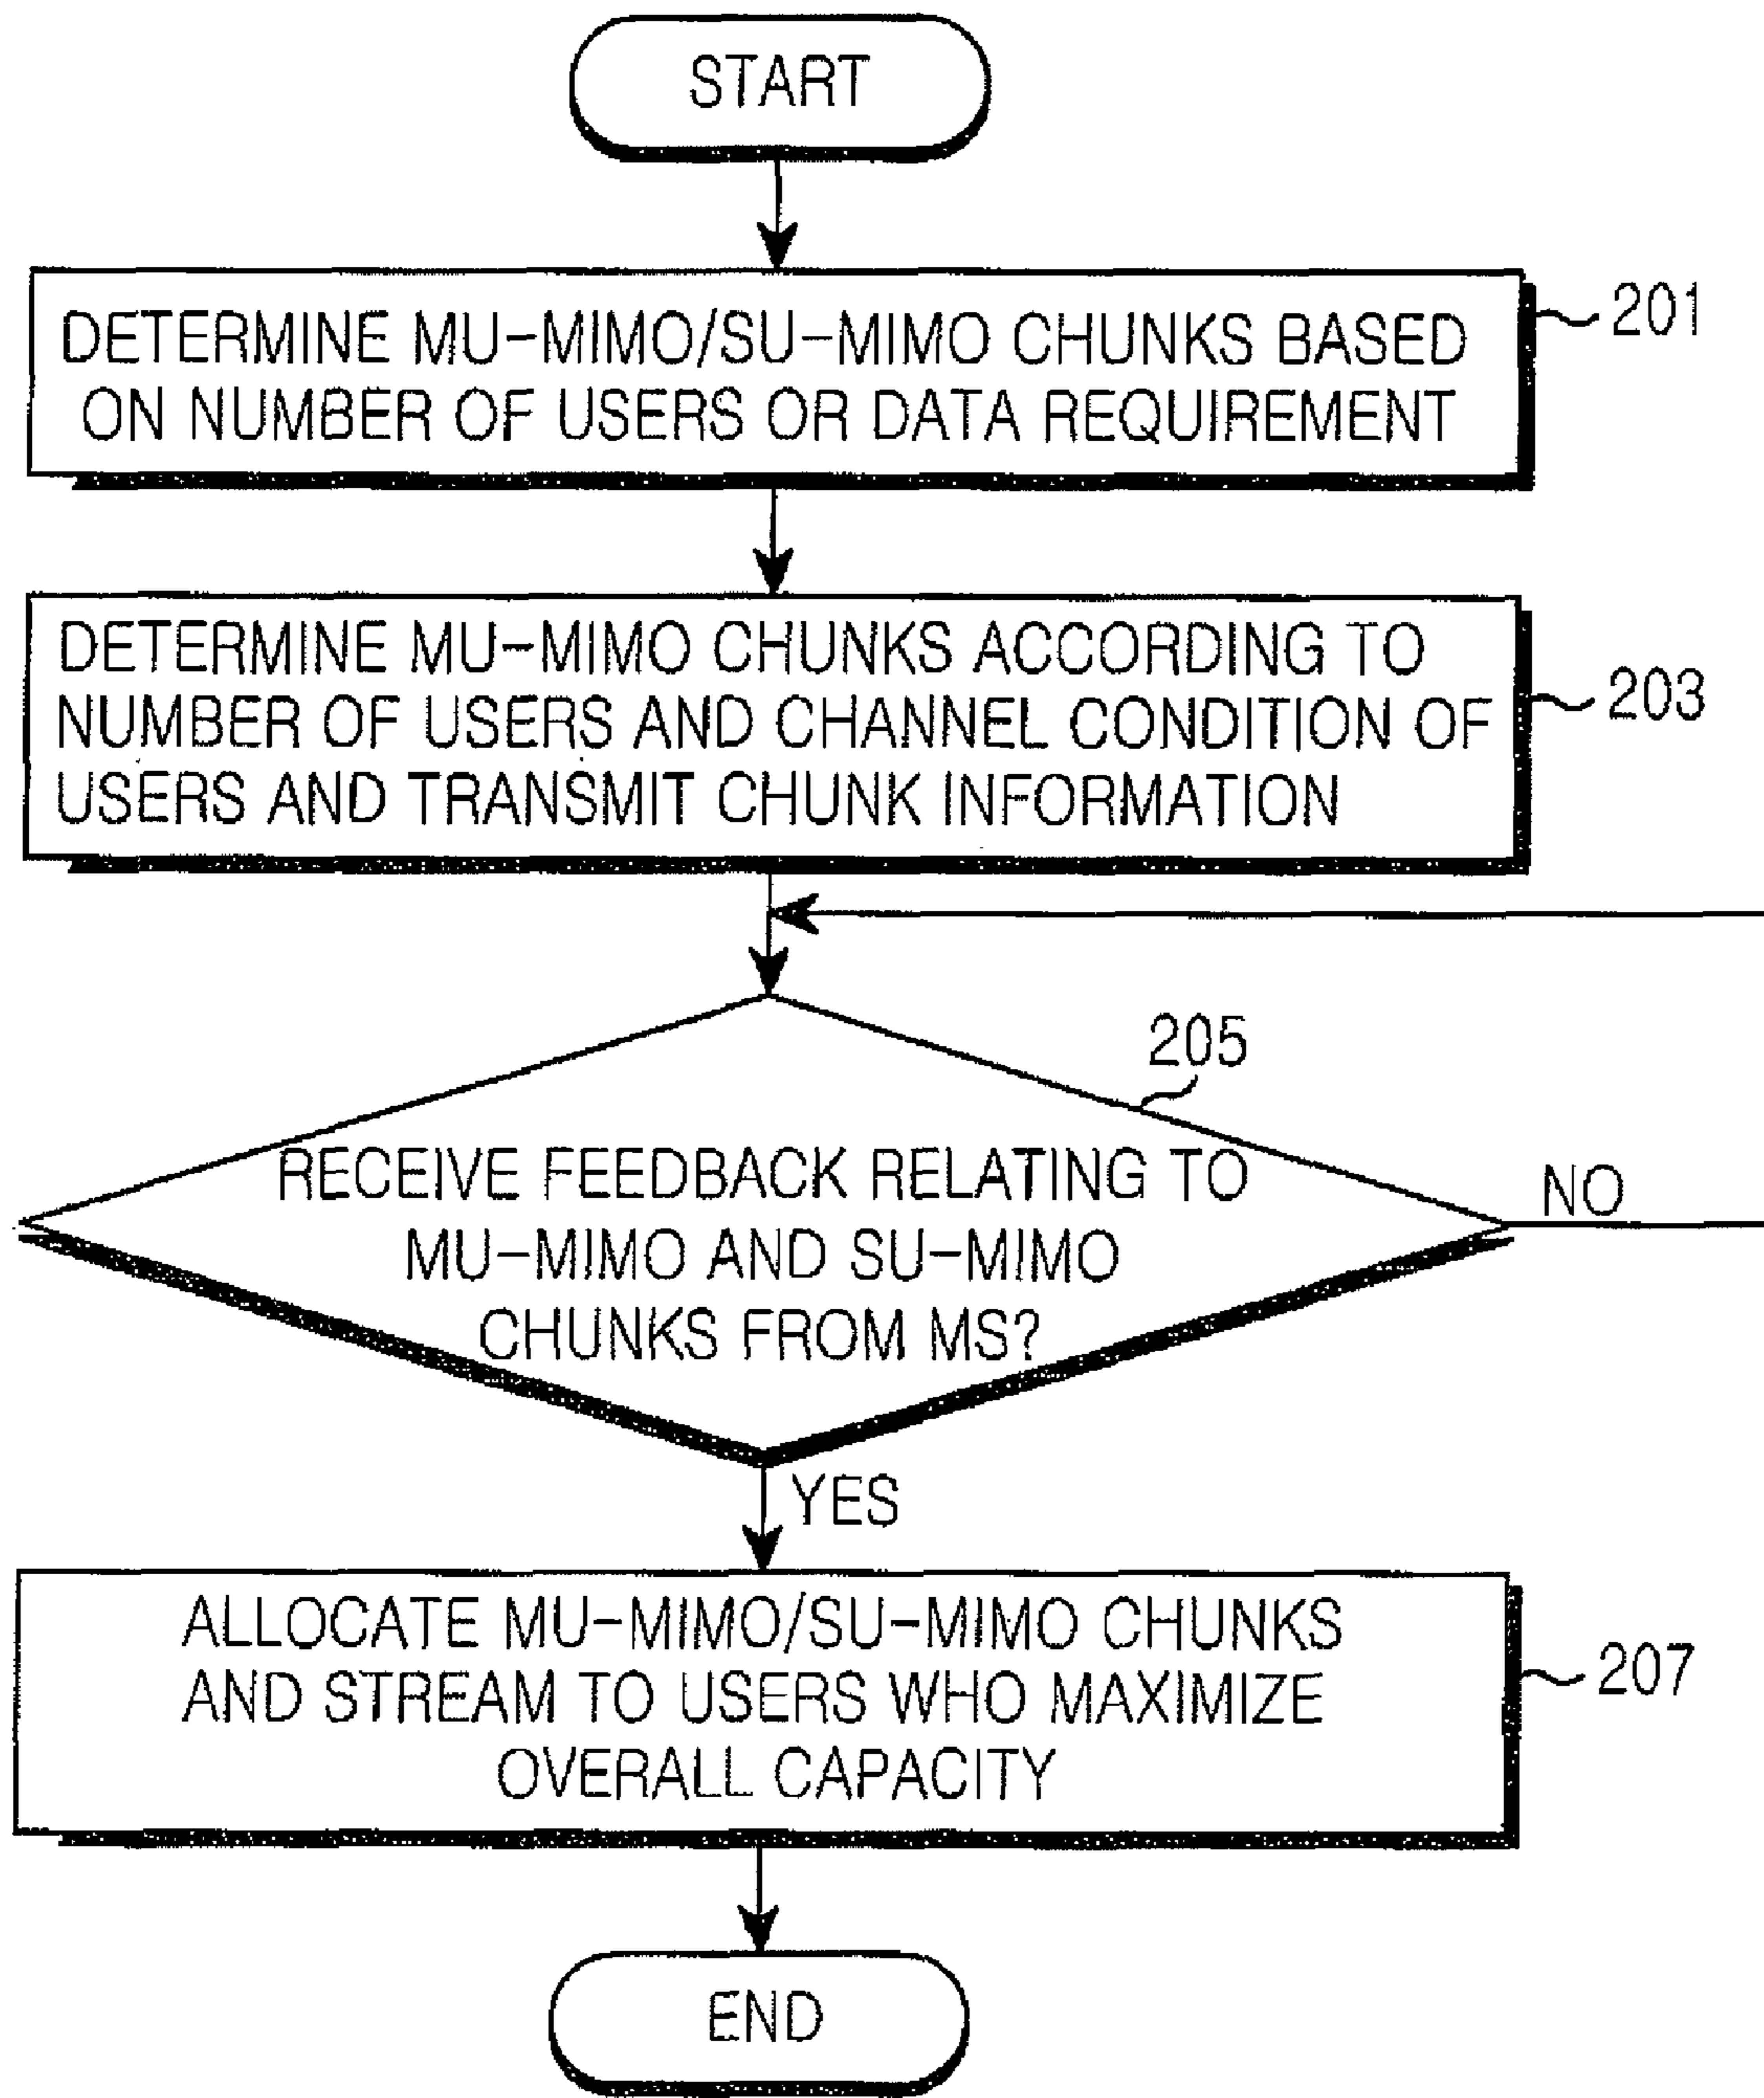 START
DETERMINE MU-MIMO/SU-MIMO CHUNKS BASED
ON NUMBER OF USERS OR DATA REQUIREMENT
201
DETERMINE MU-MIMO CHUNKS ACCORDING TO
NUMBER OF USERS AND CHANNEL CONDITION OF
USERS AND TRANSMIT CHUNK INFORMATION
203
205
RECEIVE FEEDBACK RELATING TO
MU-MIMO AND SU-MIMO
CHUNKS FROM MS?
NO
YES
ALLOCATE MU-MIMO/SU-MIMO CHUNKS
AND STREAM TO USERS WHO MAXIMIZE
OVERALL CAPACITY
207
END